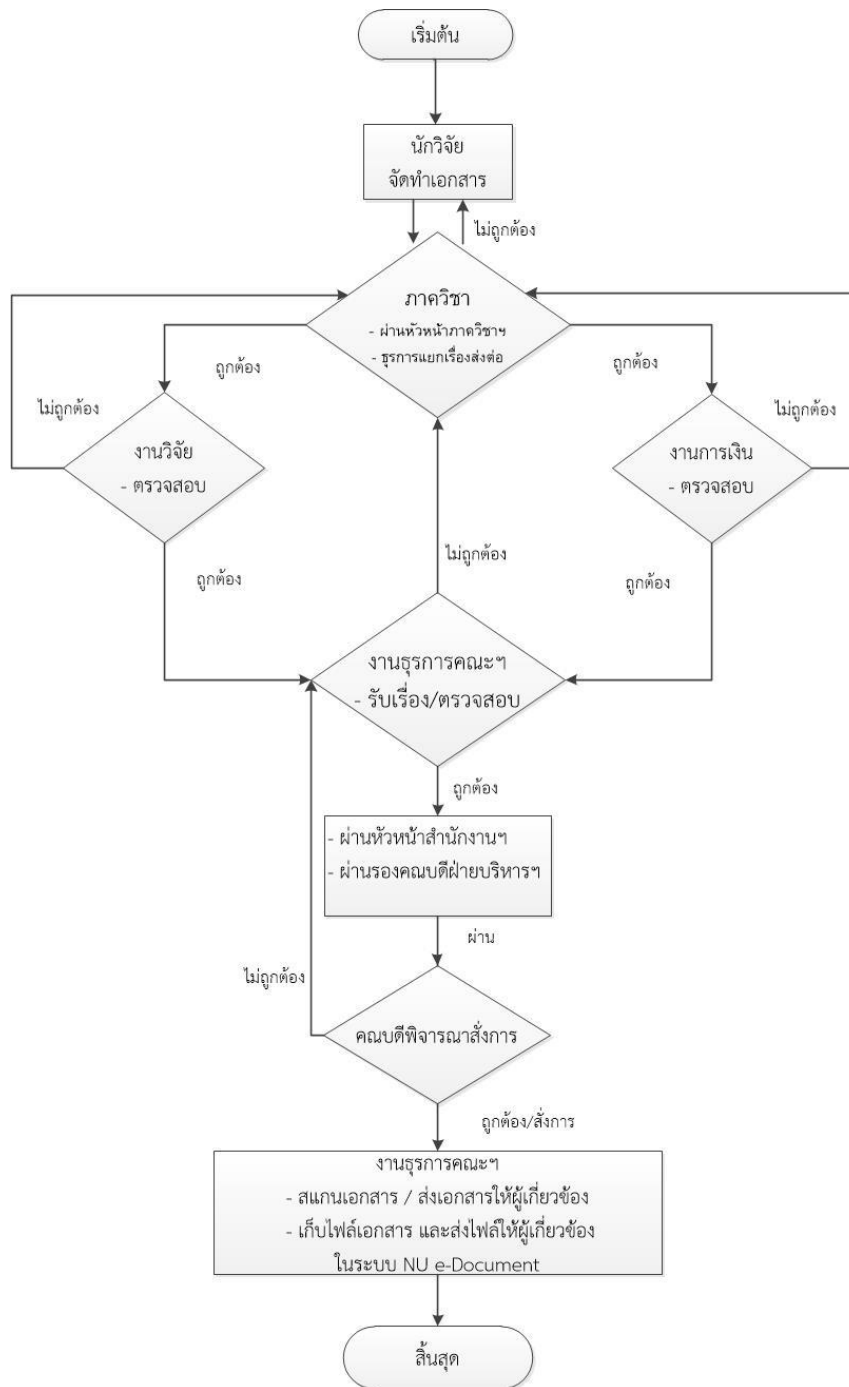 เริ่มต้น
นักวิจัย
จัดทำเอกสาร
ไม่ถูกต้อง
ภาควิชา
- ผ่านหัวหน้าภาควิชาฯ
- ธุรการแยกเรื่องส่งต่อ
ถูกต้อง
ถูกต้อง
ไม่ถูกต้อง
ไม่ถูกต้อง
งานวิจัย
- ตรวจสอบ
งานการเงิน
- ตรวจสอบ
ไม่ถูกต้อง
ถูกต้อง
ถูกต้อง
งานธุรการคณะฯ
- รับเรื่อง/ตรวจสอบ
ถูกต้อง
- ผ่านหัวหน้าสำนักงานฯ
- ผ่านรองคณบดีฝ่ายบริหารฯ
ผ่าน
ไม่ถูกต้อง
คณบดีพิจารณาสั่งการ
ถูกต้อง/สั่งการ
งานธุรการคณะฯ
- สแกนเอกสาร / ส่งเอกสารให้ผู้เกี่ยวข้อง
- เก็บไฟล์เอกสาร และส่งไฟล์ให้ผู้เกี่ยวข้อง
ในระบบ NU e-Document
สิ้นสุด